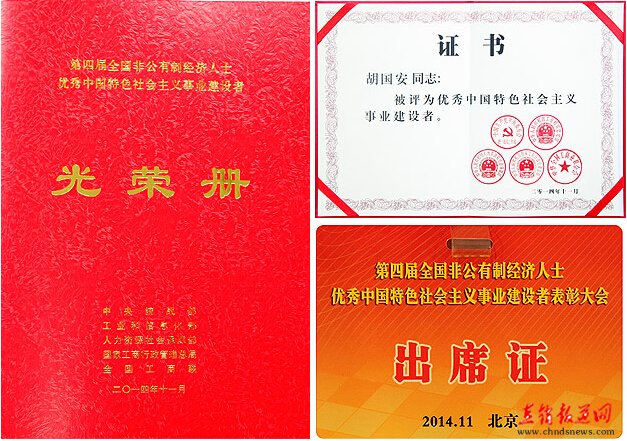 第四届全国非公有制经济人士
优秀中国特色社会主义事业建设者
光荣册
中央统战部
工业和信息化部
人力资源社会保障部
国家工商行政管理总局
全国工商联
二〇一四年十一月
证书
胡国安同志：
被评为优秀中国特色社会主义
事业建设者。
二〇一四年十一月
第四届全国非公有制经济人士
优秀中国特色社会主义事业建设者表彰大会
出席证
2014.11 北京
直销报道网
www.chndsnews.com